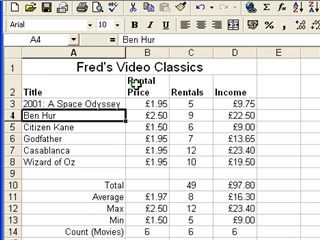 Arial 10 B
A4 Ben Hur
A B C D
1 Fred's Video Classics
Rental
2 Title Price Rentals Income
3 2001: A Space Odyssey £1.95 5 £9.75
4 Ben Hur £2.50 9 £22.50
5 Citizen Kane £1.50 6 £9.00
6 Godfather £1.95 7 £13.65
7 Casablanca £1.95 12 £23.40
8 Wizard of Oz £1.95 10 £19.50
9
10 Total 49 £97.80
11 Average £1.97 8 £16.30
12 Max £2.50 12 £23.40
13 Min £1.50 5 £9.00
14 Count (Movies) 6 6 6